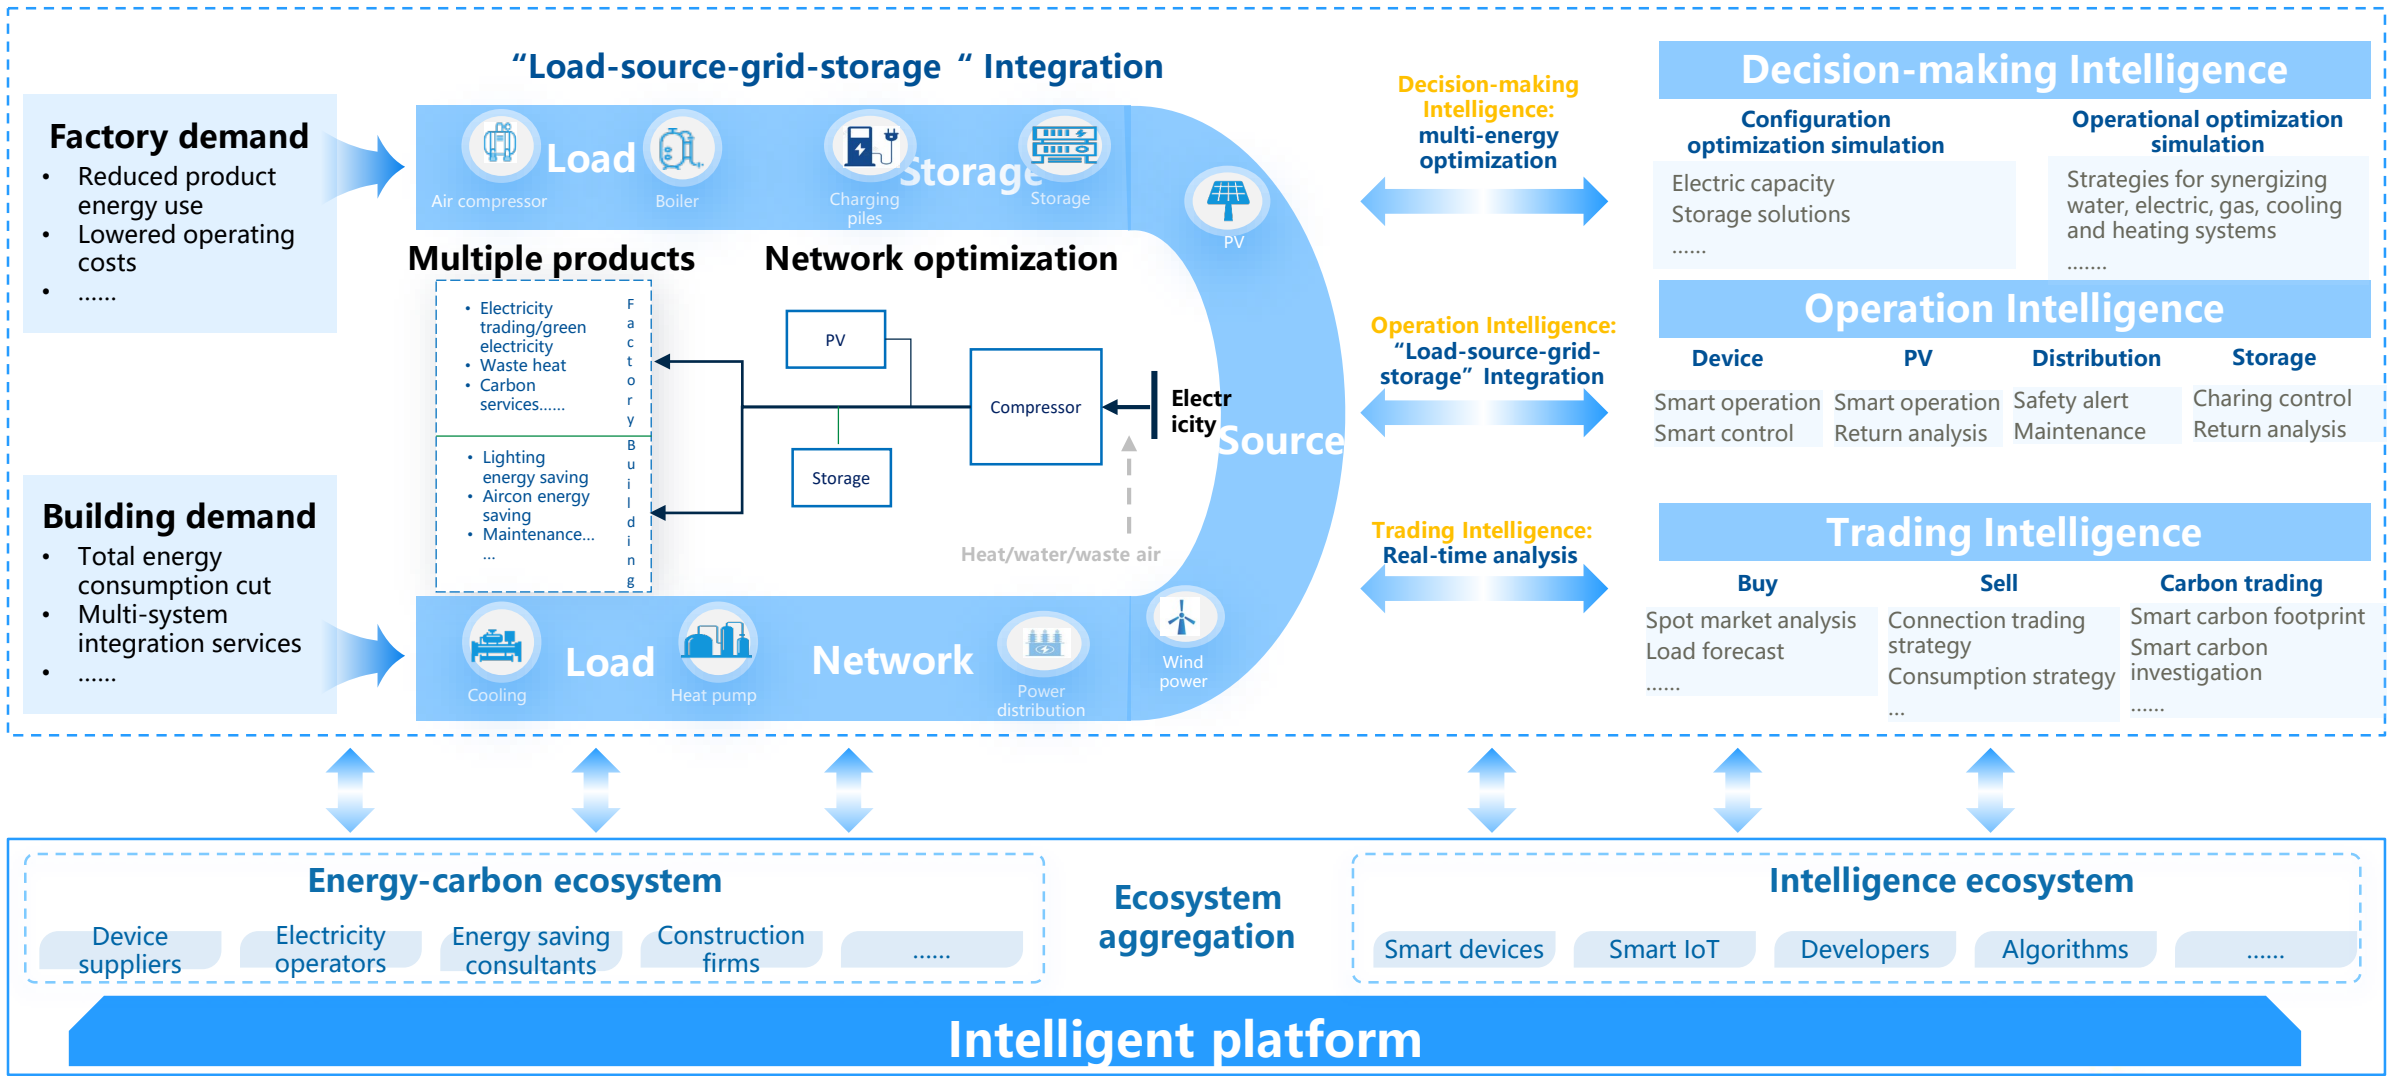 “Load-source-grid-storage “ Integration
Factory demand
• Reduced product
energy use
• Lowered operating
costs
• ......
Building demand
• Total energy
consumption cut
• Multi-system
integration services
• ......
Load
Storage
Air compressor
Boiler
Charging
piles
Storage
PV
Multiple products
Network optimization
• Electricity
trading/green
electricity
• Waste heat
• Carbon
services......
Factory
• Lighting
energy saving
• Aircon energy
saving
• Maintenance...
...
Building
PV
Storage
Compressor
Electr
icity
Heat/water/waste air
Source
Load
Network
Cooling
Heat pump
Power
distribution
Wind
power
Decision-making
Intelligence:
multi-energy
optimization
Operation Intelligence:
“Load-source-grid-
storage” Integration
Trading Intelligence:
Real-time analysis
Decision-making Intelligence
Configuration
optimization simulation
Electric capacity
Storage solutions
......
Operational optimization
simulation
Strategies for synergizing
water, electric, gas, cooling
and heating systems
.......
Operation Intelligence
Device
Smart operation
Smart control
PV
Smart operation
Return analysis
Distribution
Safety alert
Maintenance
Storage
Charing control
Return analysis
Trading Intelligence
Buy
Spot market analysis
Load forecast
......
Sell
Connection trading
strategy
Consumption strategy
...
Carbon trading
Smart carbon footprint
Smart carbon
investigation
......
Energy-carbon ecosystem
Device
suppliers
Electricity
operators
Energy saving
consultants
Construction
firms
......
Ecosystem
aggregation
Intelligence ecosystem
Smart devices
Smart IoT
Developers
Algorithms
......
Intelligent platform